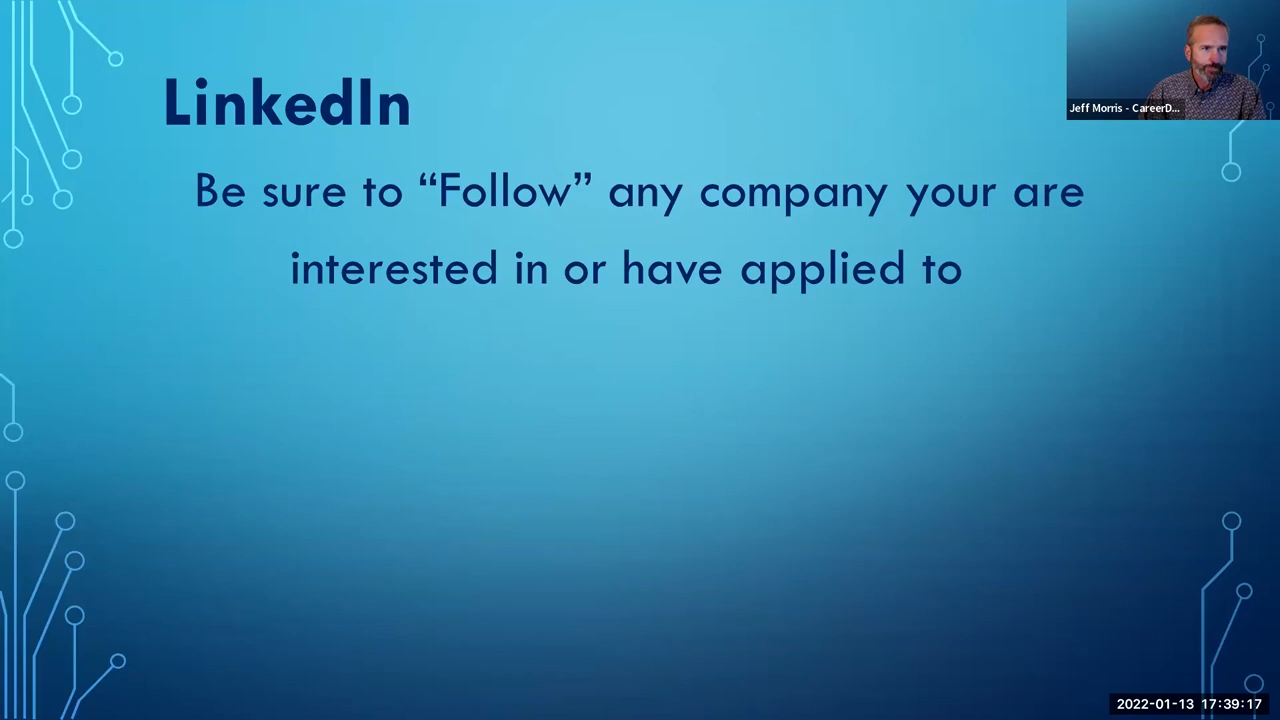 LinkedIn
Be sure to “Follow” any company your are
interested in or have applied to
Jeff Morris - CareerD...
2022-01-13 17:39:17